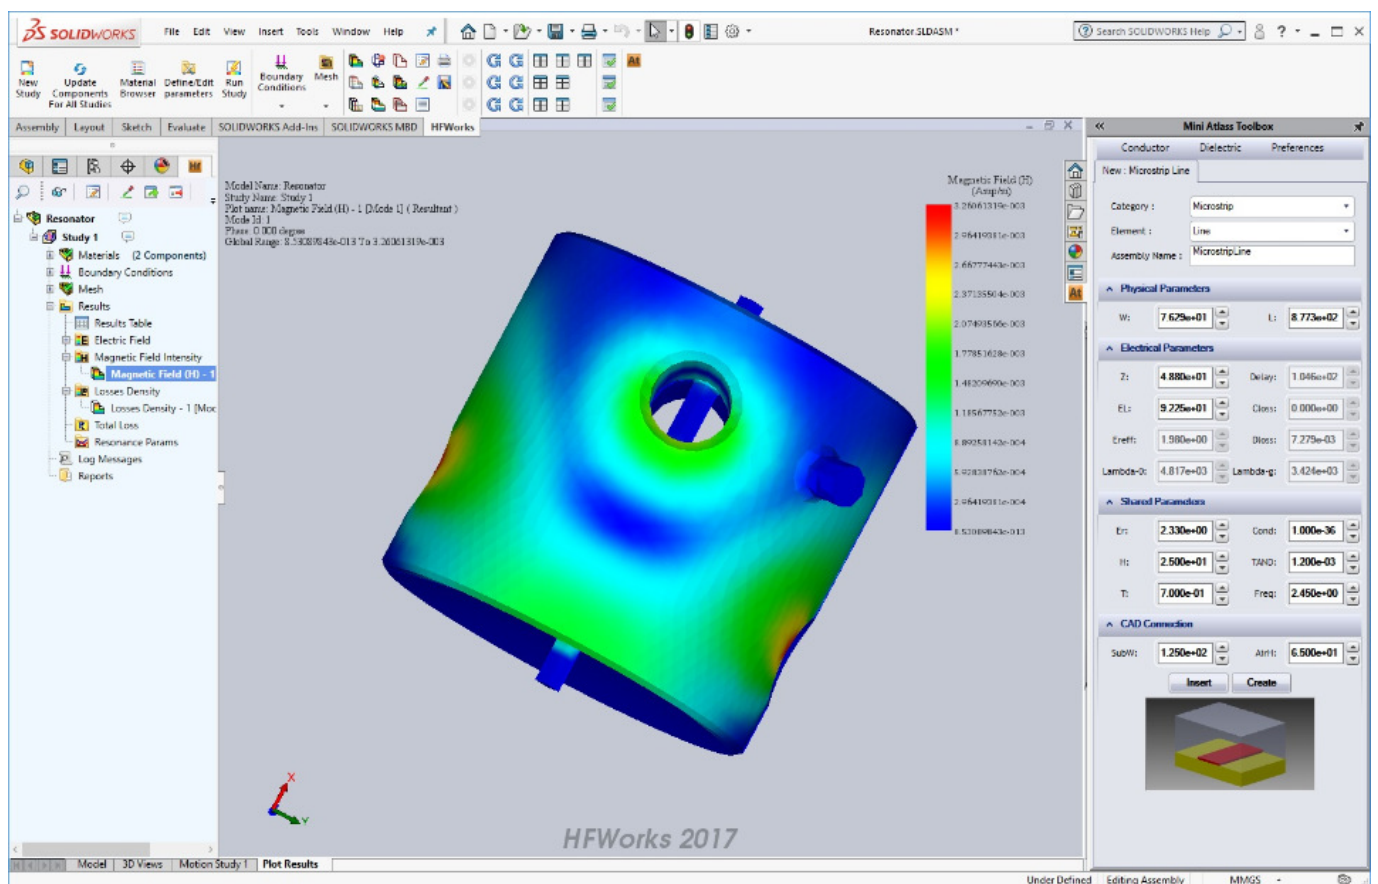 SOLIDWORKS File Edit View Insert Tools Window Help Resonator.SLDASM * Search SOLIDWORKS Help
New Study Update Components For All Studies Material Browser Define/Edit parameters Run Study Boundary Conditions Mesh At
Assembly Layout Sketch Evaluate SOLIDWORKS Add-Ins SOLIDWORKS MBD HFWorks
Resonator
Study 1
Materials (2 Components)
Boundary Conditions
Mesh
Results
Results Table
Electric Field
Magnetic Field Intensity
Magnetic Field (H) - 1
Losses Density
Losses Density - 1 [Moc
Total Loss
Resonance Params
Log Messages
Reports
Model Name: Resonator
Study Name: Study 1
Plot name: Magnetic Field (H) - 1 [Mode 1] ( Resultant )
Mode Id: 1
Phase: 0.000 degree
Global Range: 8.53089843e-013 To 3.26061319e-003
Magnetic Field (H)
(Amp/m)
3.26061319e-003
2.96419311e-003
2.66777443e-003
2.37135504e-003
2.07493566e-003
1.77851628e-003
1.48209690e-003
1.18567752e-003
8.89258142e-004
5.92838762e-004
2.96419311e-004
8.53089843e-013
X
Y
HFWorks 2017
Mini Atlass Toolbox
Conductor Dielectric Preferences
New : Microstrip Line
Category : Microstrip
Element : Line
Assembly Name : MicrostripLine
Physical Parameters
W: 7.629e+01 L: 8.773e+02
Electrical Parameters
Z: 4.880e+01 Delay: 1.046e+02
EL: 9.225e+01 Closs: 0.000e+00
Ereff: 1.980e+00 Dloss: 7.279e-03
Lambda-0: 4.817e+03 Lambda-g: 3.424e+03
Shared Parameters
Er: 2.330e+00 Cond: 1.000e-36
H: 2.500e+01 TAND: 1.200e-03
T: 7.000e-01 Freq: 2.450e+00
CAD Connection
SubW: 1.250e+02 AirH: 6.500e+01
Insert Create
Model 3D Views Motion Study 1 Plot Results
Under Defined Editing Assembly MMGS